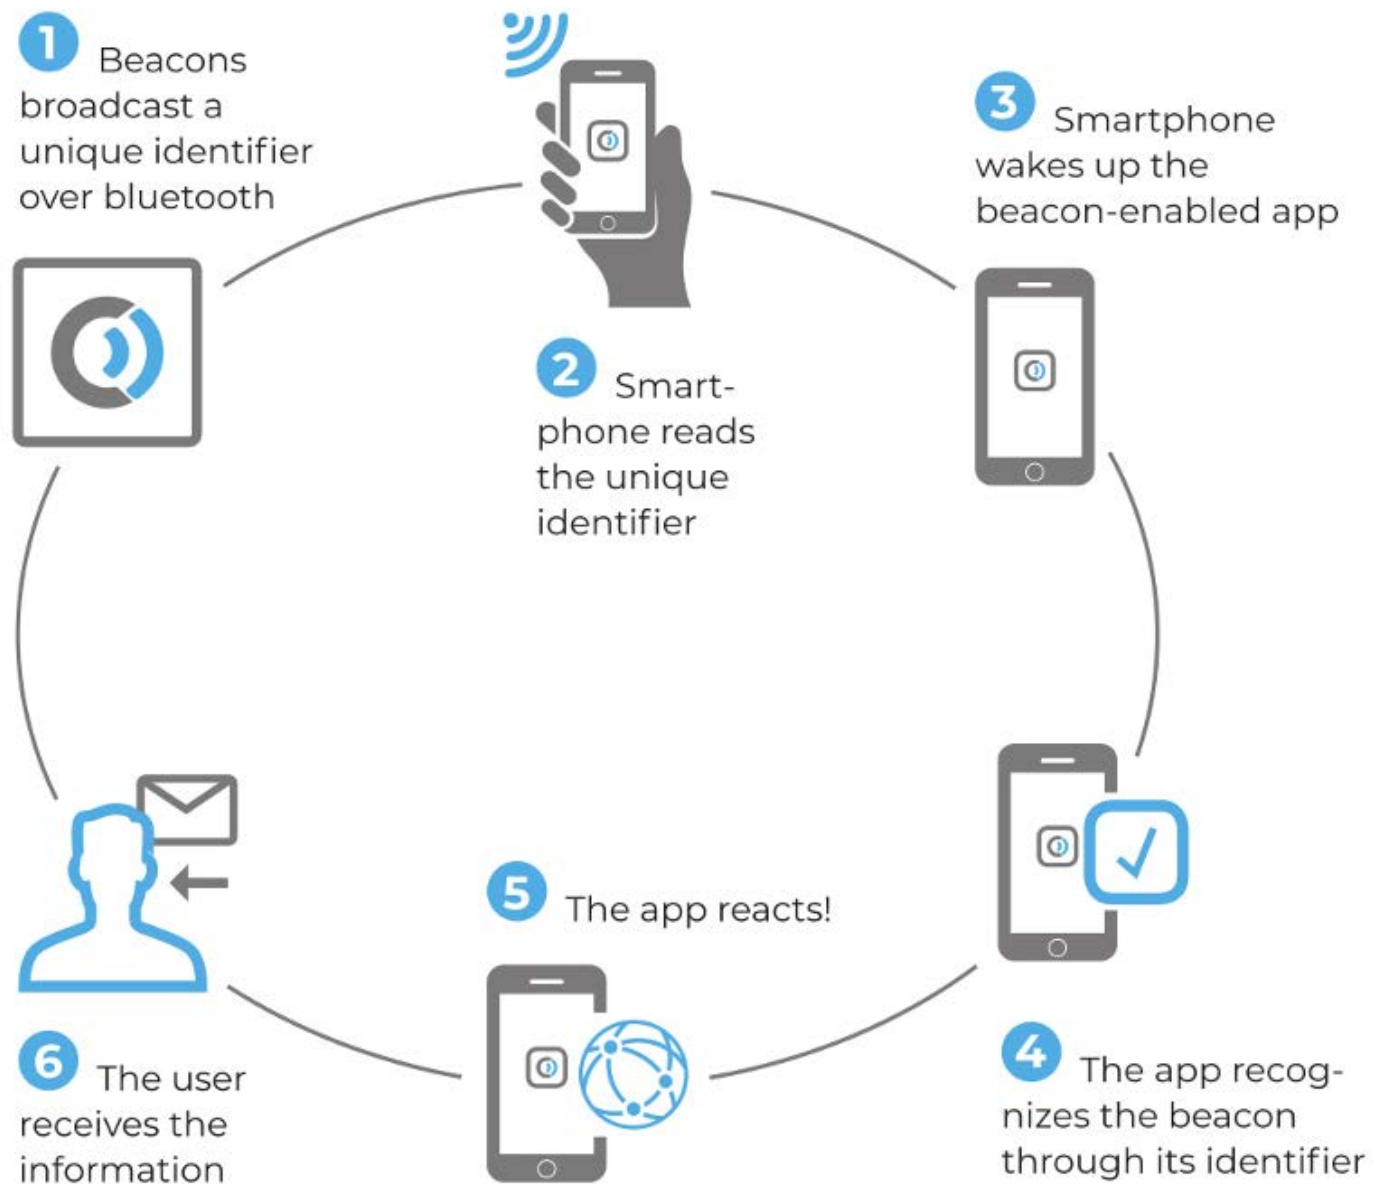 1 Beacons
broadcast a
unique identifier
over bluetooth
2 Smart-
phone reads
the unique
identifier
3 Smartphone
wakes up the
beacon-enabled app
4 The app recog-
nizes the beacon
through its identifier
5 The app reacts!
6 The user
receives the
information